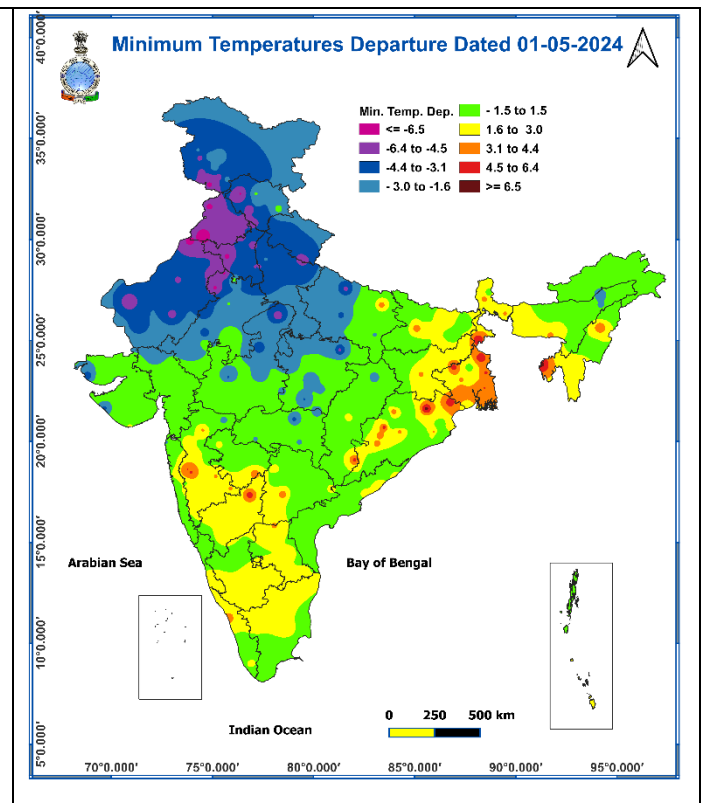 Minimum Temperatures Departure Dated 01-05-2024
Min. Temp. Dep.
<= -6.5
-6.4 to -4.5
-4.4 to -3.1
- 3.0 to -1.6
- 1.5 to 1.5
1.6 to 3.0
3.1 to 4.4
4.5 to 6.4
>= 6.5
40°0.000'
35°0.000'
30°0.000'
25°0.000'
20°0.000'
15°0.000'
10°0.000'
5°0.000'
Arabian Sea
Bay of Bengal
Indian Ocean
0 250 500 km
70°0.000' 75°0.000' 80°0.000' 85°0.000' 90°0.000' 95°0.000'